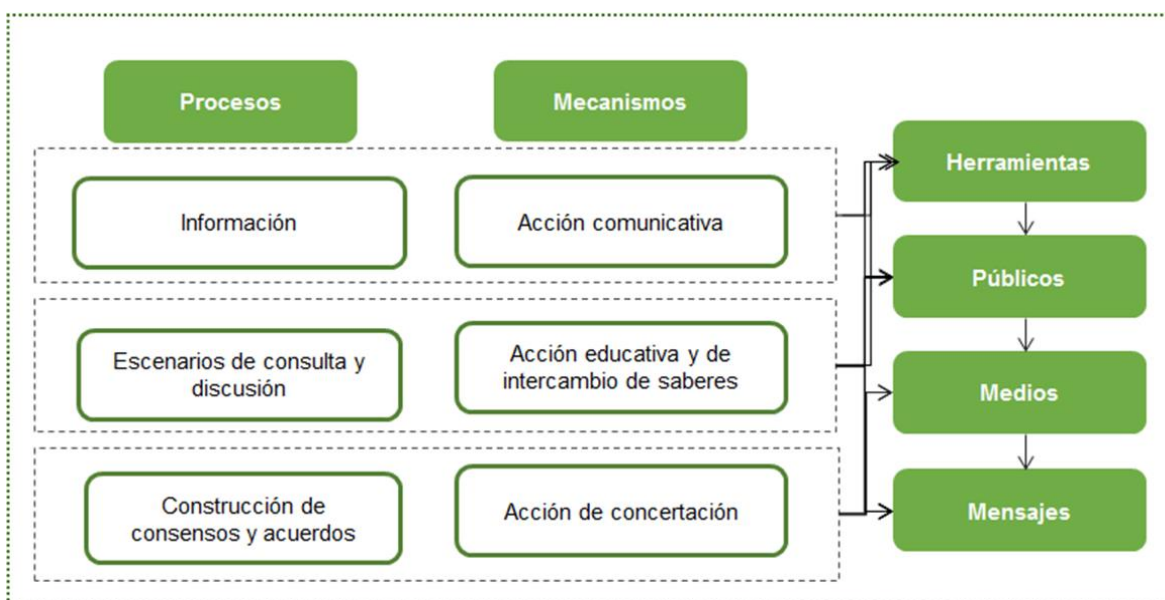 Procesos
Mecanismos
Herramientas
Información
Acción comunicativa
Públicos
Escenarios de consulta y
discusión
Acción educativa y de
intercambio de saberes
Medios
Construcción de
consensos y acuerdos
Acción de concertación
Mensajes